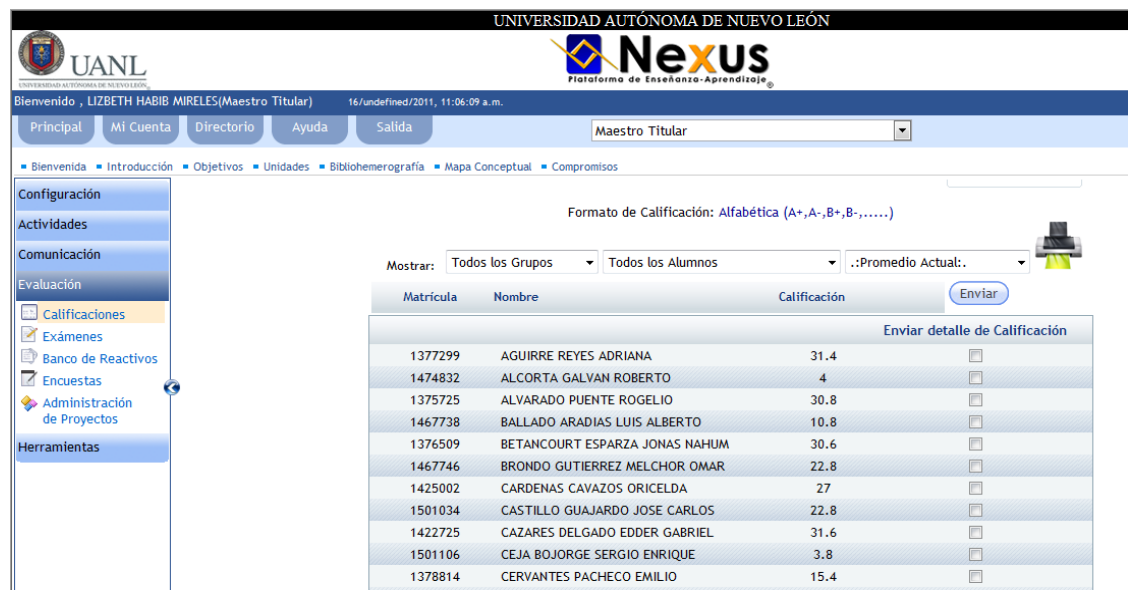 UNIVERSIDAD AUTÓNOMA DE NUEVO LEÓN
UANL
UNIVERSIDAD AUTÓNOMA DE NUEVO LEÓN
Nexus
Plataforma de Enseñanza-Aprendizaje
Bienvenido , LIZBETH HABIB MIRELES(Maestro Titular) 16/undefined/2011, 11:06:09 a.m.
Principal Mi Cuenta Directorio Ayuda Salida Maestro Titular
Bienvenida Introducción Objetivos Unidades Bibliohemerografía Mapa Conceptual Compromisos
Configuración
Actividades
Comunicación
Evaluación
Calificaciones
Exámenes
Banco de Reactivos
Encuestas
Administración
de Proyectos
Herramientas
Formato de Calificación: Alfabética (A+,A-,B+,B-,.....)
Mostrar: Todos los Grupos Todos los Alumnos .:Promedio Actual:.
Matrícula Nombre Calificación Enviar
Enviar detalle de Calificación
1377299 AGUIRRE REYES ADRIANA 31.4
1474832 ALCORTA GALVAN ROBERTO 4
1375725 ALVARADO PUENTE ROGELIO 30.8
1467738 BALLADO ARADIAS LUIS ALBERTO 10.8
1376509 BETANCOURT ESPARZA JONAS NAHUM 30.6
1467746 BRONDO GUTIERREZ MELCHOR OMAR 22.8
1425002 CARDENAS CAVAZOS ORICELDA 27
1501034 CASTILLO GUAJARDO JOSE CARLOS 22.8
1422725 CAZARES DELGADO EDDER GABRIEL 31.6
1501106 CEJA BOJORGE SERGIO ENRIQUE 3.8
1378814 CERVANTES PACHECO EMILIO 15.4